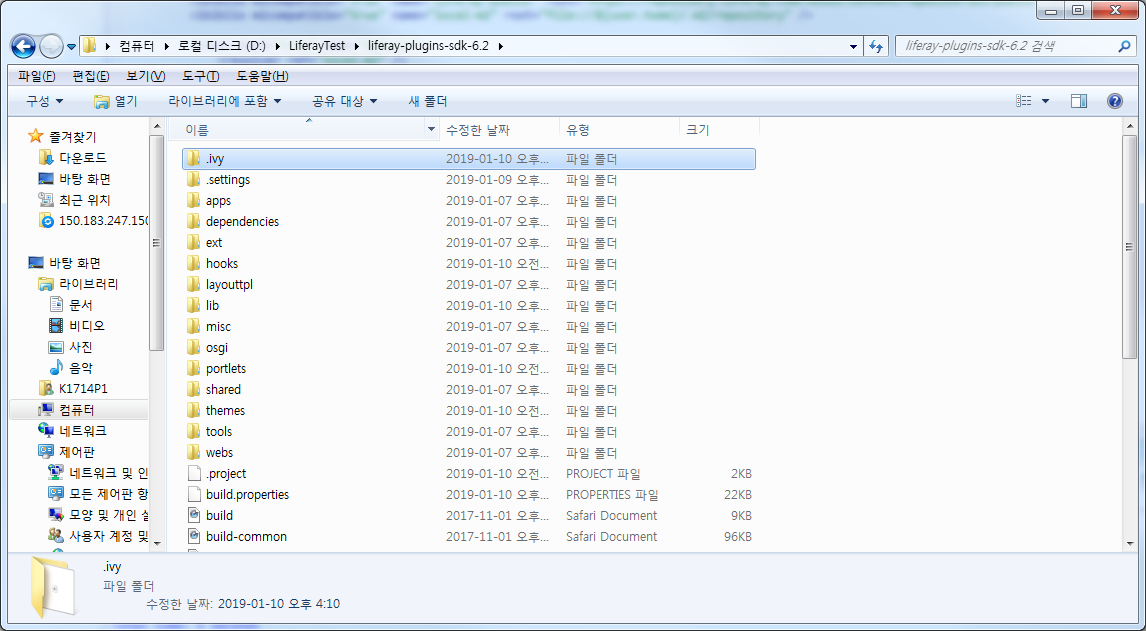 컴퓨터 ▸ 로컬 디스크 (D:) ▸ LiferayTest ▸ liferay-plugins-sdk-6.2 ▸
liferay-plugins-sdk-6.2 검색
파일(F) 편집(E) 보기(V) 도구(T) 도움말(H)
구성 열기 라이브러리에 포함 공유 대상 새 폴더
즐겨찾기
다운로드
바탕 화면
최근 위치
150.183.247.150
바탕 화면
라이브러리
문서
비디오
사진
음악
K1714P1
컴퓨터
네트워크
제어판
네트워크 및 인
모든 제어판 항
모양 및 개인 설
사용자 계정 및
이름 수정한 날짜 유형 크기
.ivy 2019-01-10 오후... 파일 폴더
.settings 2019-01-09 오후... 파일 폴더
apps 2019-01-07 오후... 파일 폴더
dependencies 2019-01-07 오후... 파일 폴더
ext 2019-01-07 오후... 파일 폴더
hooks 2019-01-10 오전... 파일 폴더
layouttpl 2019-01-07 오후... 파일 폴더
lib 2019-01-10 오후... 파일 폴더
misc 2019-01-07 오후... 파일 폴더
osgi 2019-01-07 오후... 파일 폴더
portlets 2019-01-10 오전... 파일 폴더
shared 2019-01-07 오후... 파일 폴더
themes 2019-01-10 오전... 파일 폴더
tools 2019-01-07 오후... 파일 폴더
webs 2019-01-07 오후... 파일 폴더
.project 2019-01-10 오전... PROJECT 파일 2KB
build.properties 2019-01-10 오후... PROPERTIES 파일 22KB
build 2017-11-01 오후... Safari Document 9KB
build-common 2017-11-01 오후... Safari Document 96KB
.ivy
파일 폴더
수정한 날짜: 2019-01-10 오후 4:10